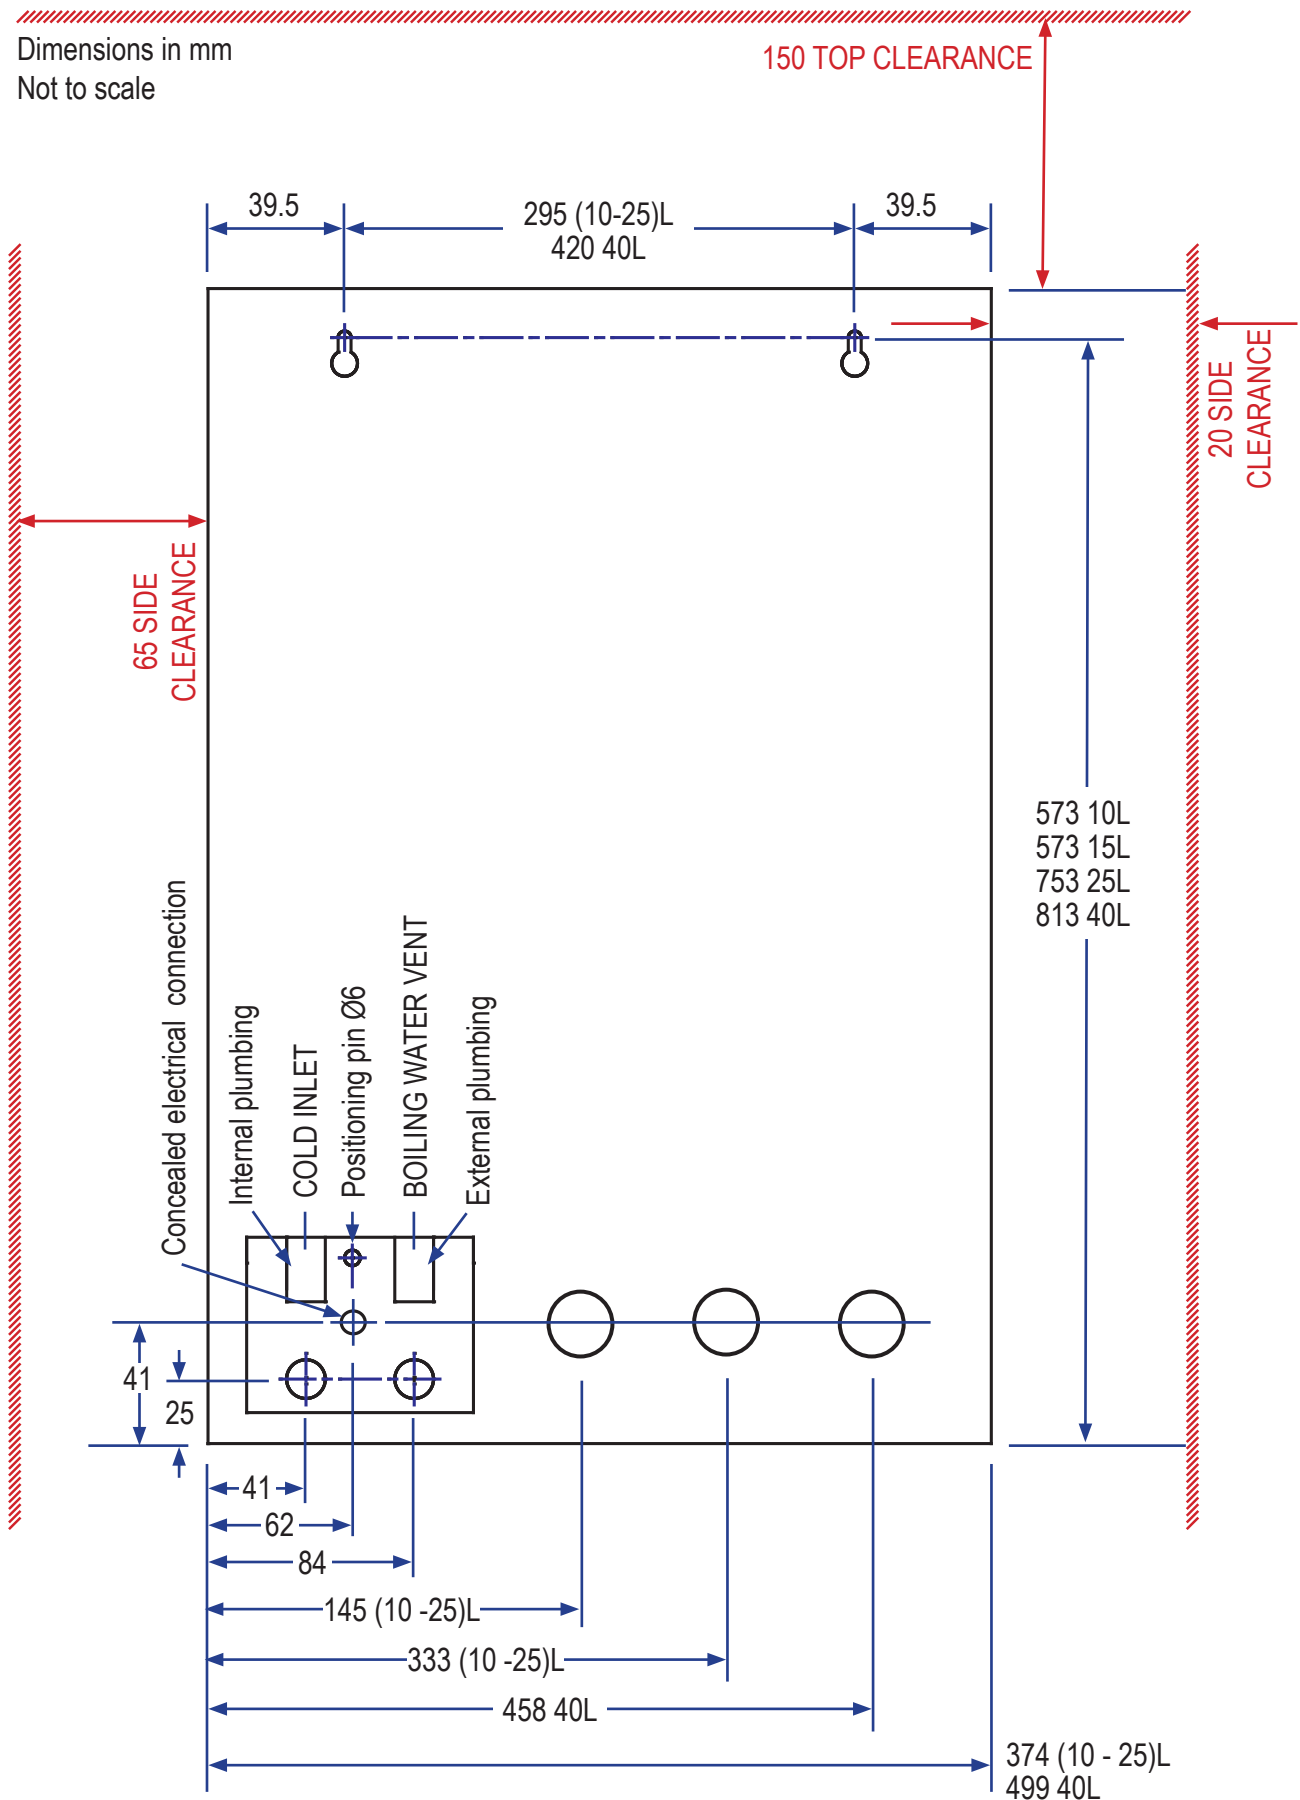 Dimensions in mm
Not to scale
150 TOP CLEARANCE
39.5
295 (10-25)L
420 40L
39.5
20 SIDE
CLEARANCE
65 SIDE
CLEARANCE
573 10L
573 15L
753 25L
813 40L
Concealed electrical connection
Internal plumbing
COLD INLET
Positioning pin Ø6
BOILING WATER VENT
External plumbing
41
25
41
62
84
145 (10 -25)L
333 (10 -25)L
458 40L
374 (10 - 25)L
499 40L